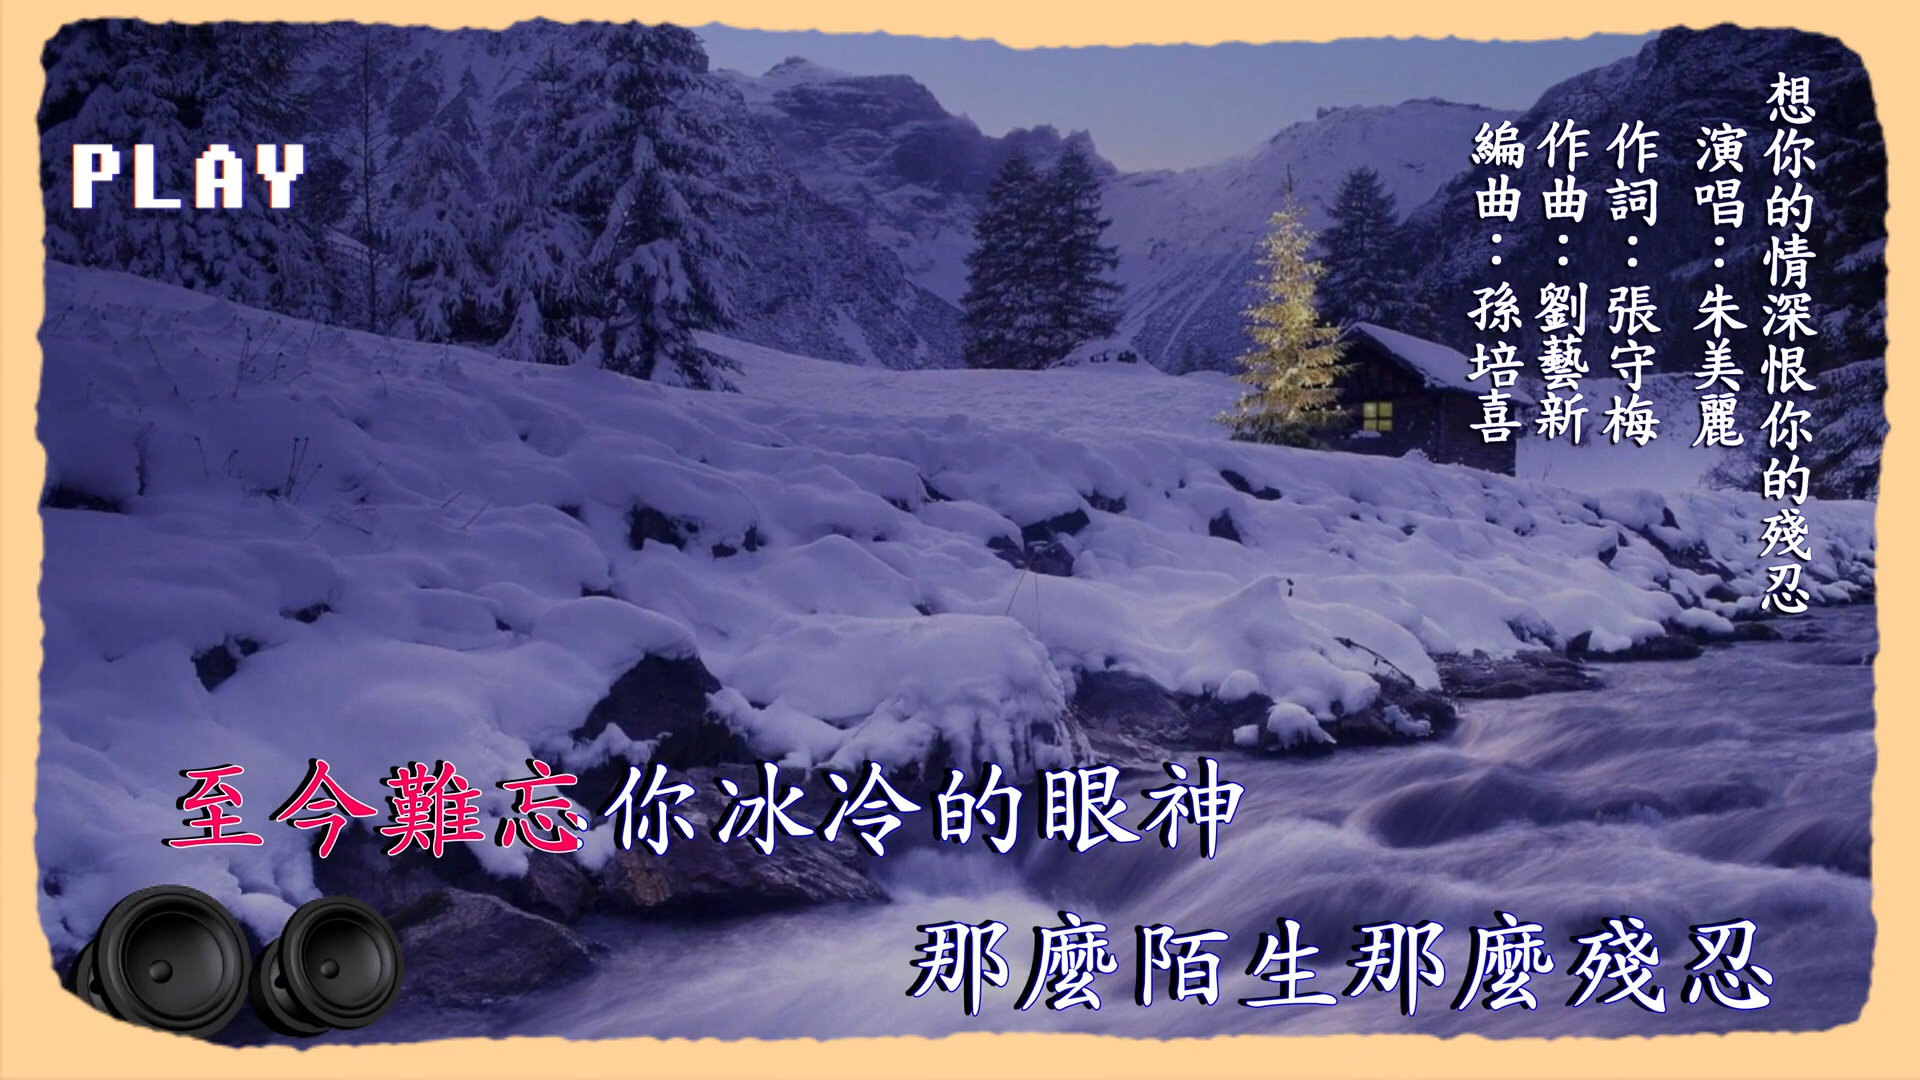 PLAY
想你的情深恨你的殘忍
演唱：朱美麗
作詞：張守梅
作曲：劉藝新
編曲：孫培喜
至今難忘你冰冷的眼神
那麼陌生那麼殘忍